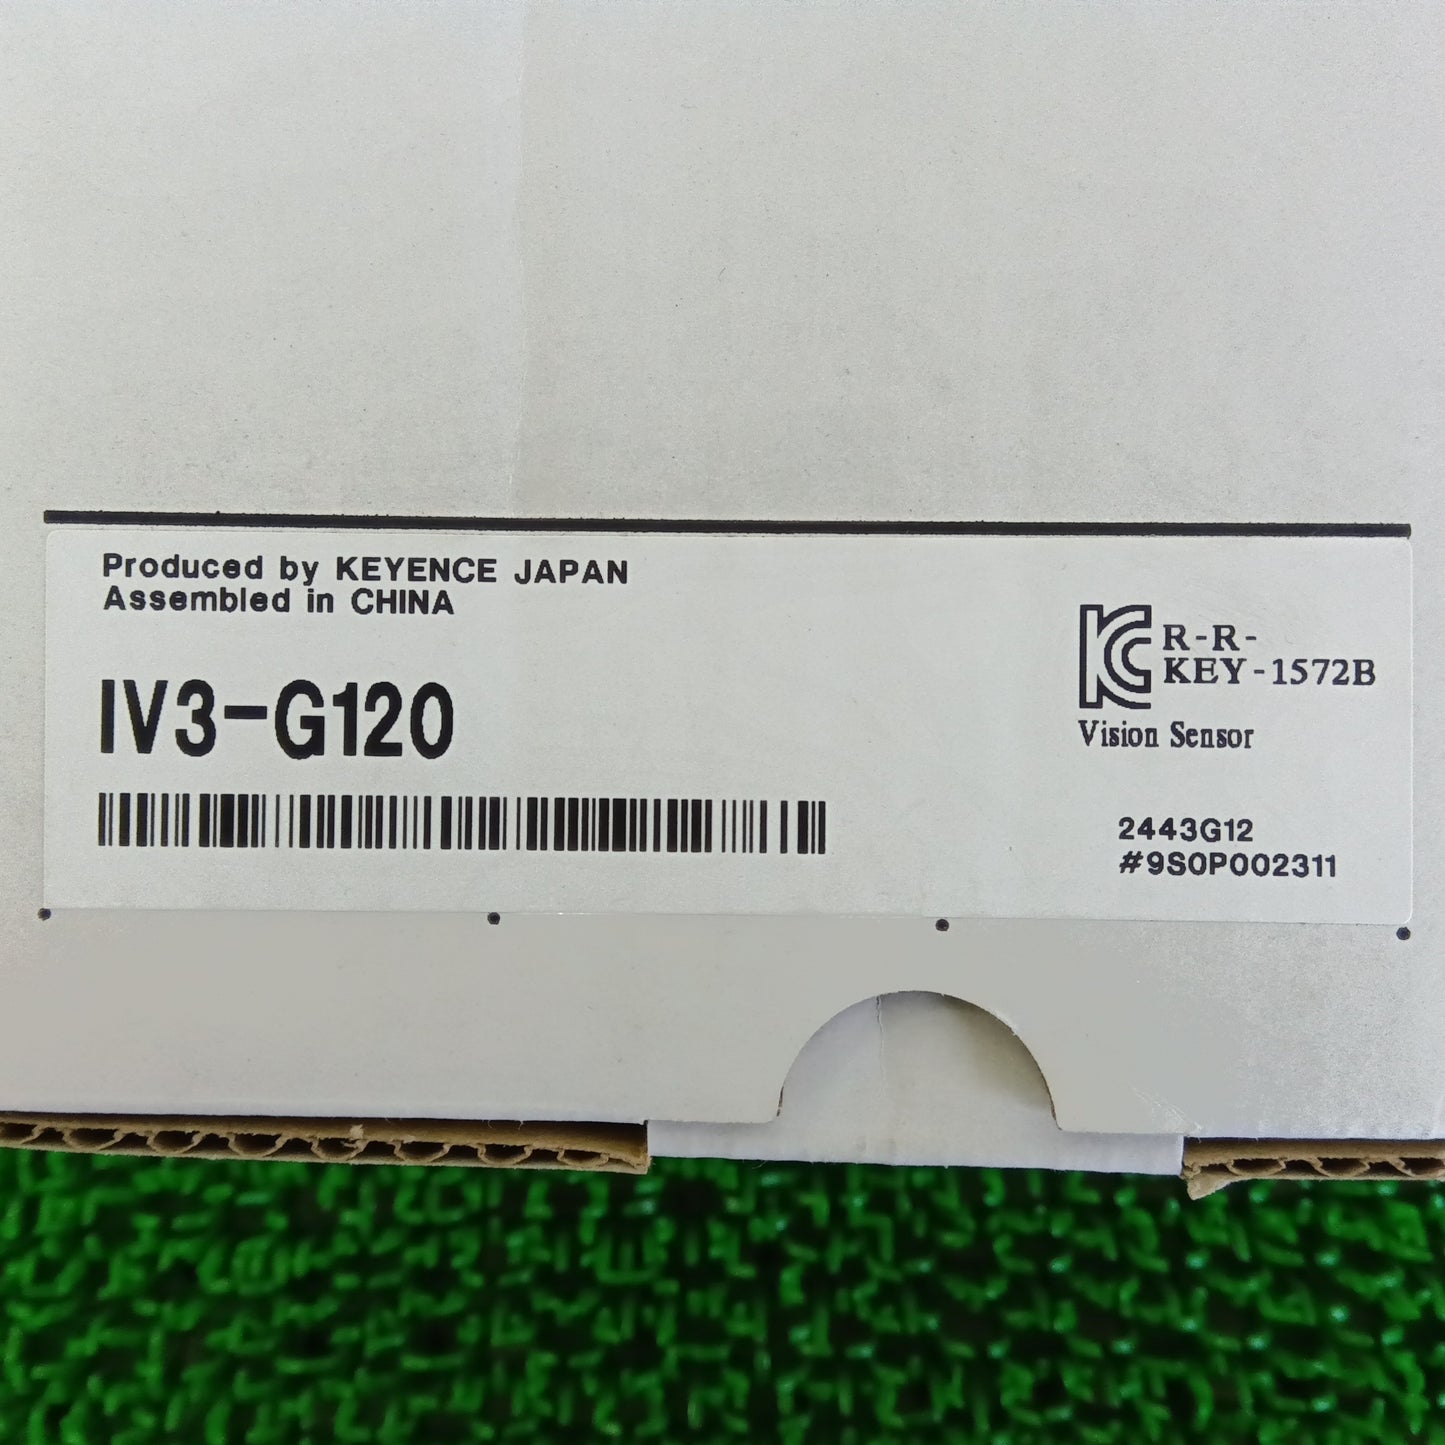 Produced by KEYENCE JAPAN
Assembled in CHINA
IV3-G120
R-R-
KEY-1572B
Vision Sensor
2443G12
#9S0P002311